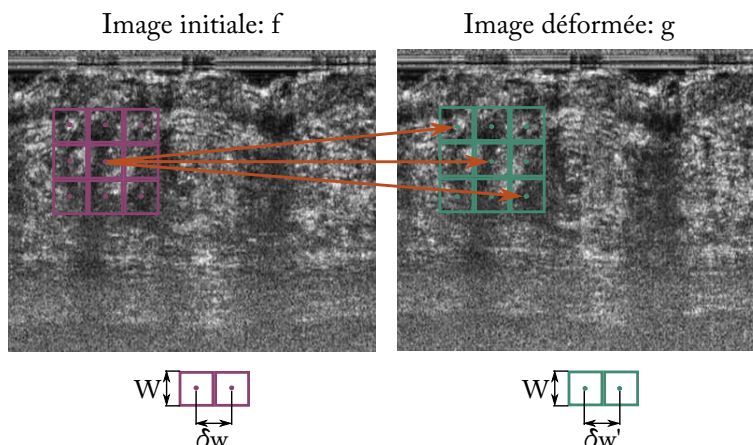 Image initiale: f
Image déformée: g
W
W
δw
δw'